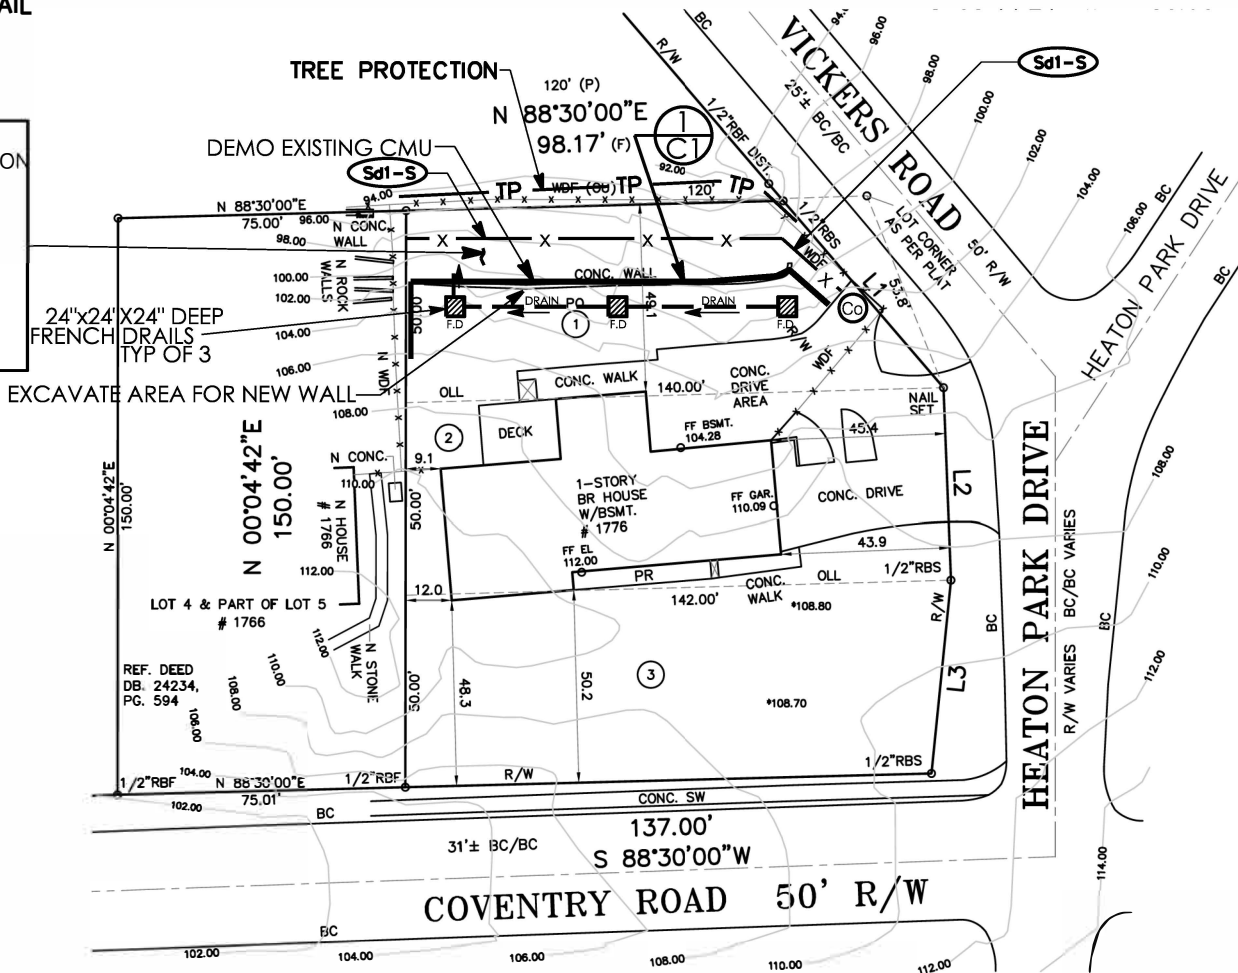 AIL
ON
TREE PROTECTION
120' (P)
N 88°30'00"E
98.17' (F)
1
C1
DEMO EXISTING CMU
Sd1-S
Sd1-S
R/W
BC
94.00
96.00
98.00
100.00
102.00
104.00
106.00
VICKERS ROAD
25'± BC/BC
50' R/W
1/2"RBF DIST.
92.00
TP
WDF (OU)
TP
120'
TP
1/2"RBS
WDF
LOT CORNER
AS PER PLAT
53.8'
L1
HEATON PARK DRIVE
BC
BC
N 88°30'00"E
75.00'
94.00
96.00
98.00
100.00
102.00
104.00
106.00
108.00
N CONC.
WALL
N ROCK
WALLS
X X X X
X
CONC. WALL
50.00
DRAIN
PO
DRAIN
49.1
F.D
F.D
F.D
1
Co
R/W
WDF
24"x24'X24" DEEP
FRENCH DRAILS
TYP OF 3
EXCAVATE AREA FOR NEW WALL
N WDF
OLL
CONC. WALK
140.00'
CONC.
DRIVE
AREA
NAIL
SET
45.4
DECK
2
FF BSMT.
104.28
9.1
N CONC.
110.00
N 00°04'42"E
150.00'
N 00°04'42"E
150.00'
N HOUSE
# 1766
50.00'
1-STORY
BR HOUSE
W/BSMT.
# 1776
FF GAR.
110.09
CONC. DRIVE
L2
43.9
FF EL
112.00
PR
CONC.
WALK
OLL
1/2"RBS
112.00
12.0
142.00'
108.80
R/W
LOT 4 & PART OF LOT 5
# 1766
112.00
N STONE
WALK
110.00
108.00
106.00
104.00
102.00
REF. DEED
DB. 24234,
PG. 594
50.00'
48.3
50.2
3
108.70
L3
BC
BC
HEATON PARK DRIVE
R/W VARIES BC/BC VARIES
108.00
110.00
112.00
114.00
1/2"RBF
N 88°30'00"E
75.01'
1/2"RBF
R/W
1/2"RBS
BC
CONC. SW
137.00'
31'± BC/BC
S 88°30'00"W
COVENTRY ROAD 50' R/W
BC
102.00
104.00
106.00
108.00
110.00
112.00